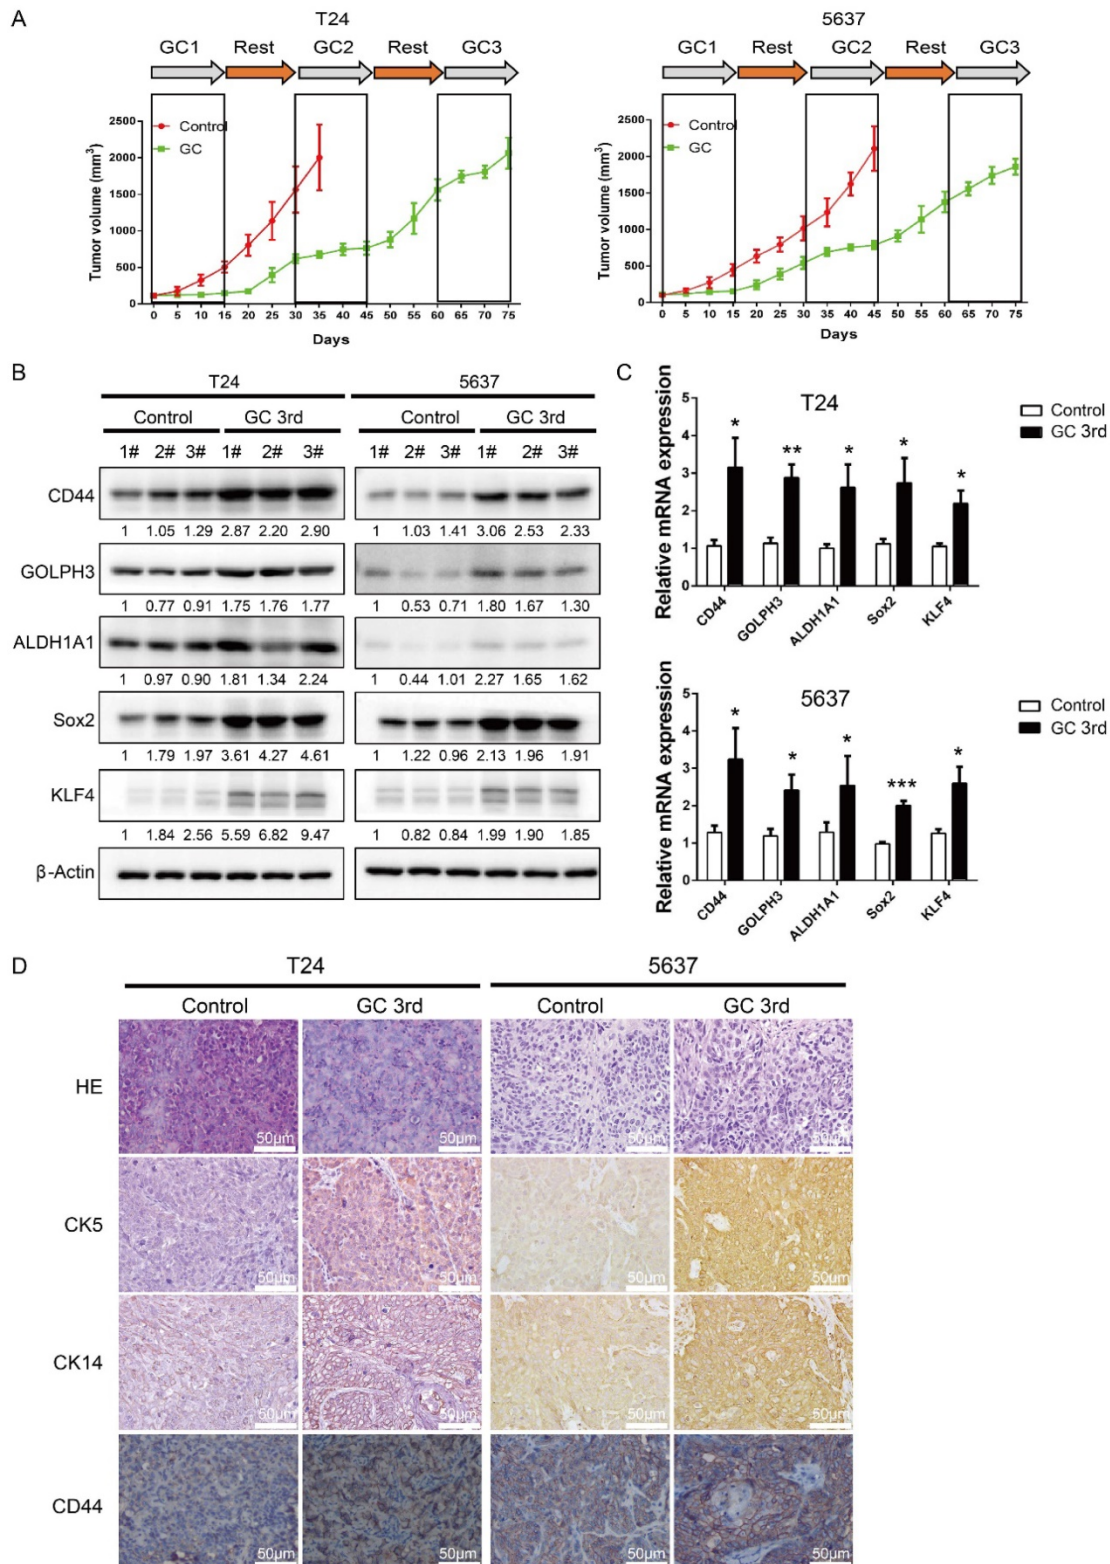 A
T24
5637
GC1 Rest GC2 Rest GC3
GC1 Rest GC2 Rest GC3
Tumor volume (mm3)
2500
2000
1500
1000
500
0
Control
GC
0 5 10 15 20 25 30 35 40 45 50 55 60 65 70 75
Days
Tumor volume (mm3)
2500
2000
1500
1000
500
0
Control
GC
0 5 10 15 20 25 30 35 40 45 50 55 60 65 70 75
Days
B
T24 5637
Control GC 3rd Control GC 3rd
1# 2# 3# 1# 2# 3# 1# 2# 3# 1# 2# 3#
CD44
1 1.05 1.29 2.87 2.20 2.90 1 1.03 1.41 3.06 2.53 2.33
GOLPH3
1 0.77 0.91 1.75 1.76 1.77 1 0.53 0.71 1.80 1.67 1.30
ALDH1A1
1 0.97 0.90 1.81 1.34 2.24 1 0.44 1.01 2.27 1.65 1.62
Sox2
1 1.79 1.97 3.61 4.27 4.61 1 1.22 0.96 2.13 1.96 1.91
KLF4
1 1.84 2.56 5.59 6.82 9.47 1 0.82 0.84 1.99 1.90 1.85
β-Actin
C
T24
Control
GC 3rd
Relative mRNA expression
5
4
3
2
1
0
* ** * * *
CD44 GOLPH3 ALDH1A1 Sox2 KLF4
5637
Control
GC 3rd
Relative mRNA expression
5
4
3
2
1
0
* * * *** *
CD44 GOLPH3 ALDH1A1 Sox2 KLF4
D
T24 5637
Control GC 3rd Control GC 3rd
HE
50μm 50μm 50μm 50μm
CK5
50μm 50μm 50μm 50μm
CK14
50μm 50μm 50μm 50μm
CD44
50μm 50μm 50μm 50μm